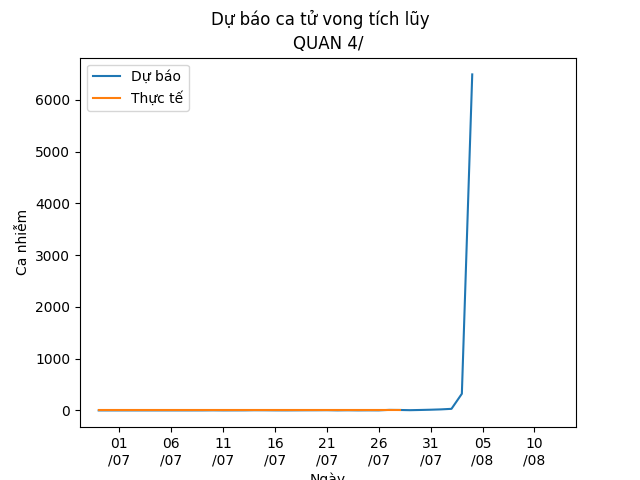 Dự báo ca tử vong tích lũy
QUAN 4/
Dự báo
Thực tế
Ca nhiễm
6000
5000
4000
3000
2000
1000
0
01 06 11 16 21 26 31 05 10
/07 /07 /07 /07 /07 /07 /07 /08 /08
Ngày